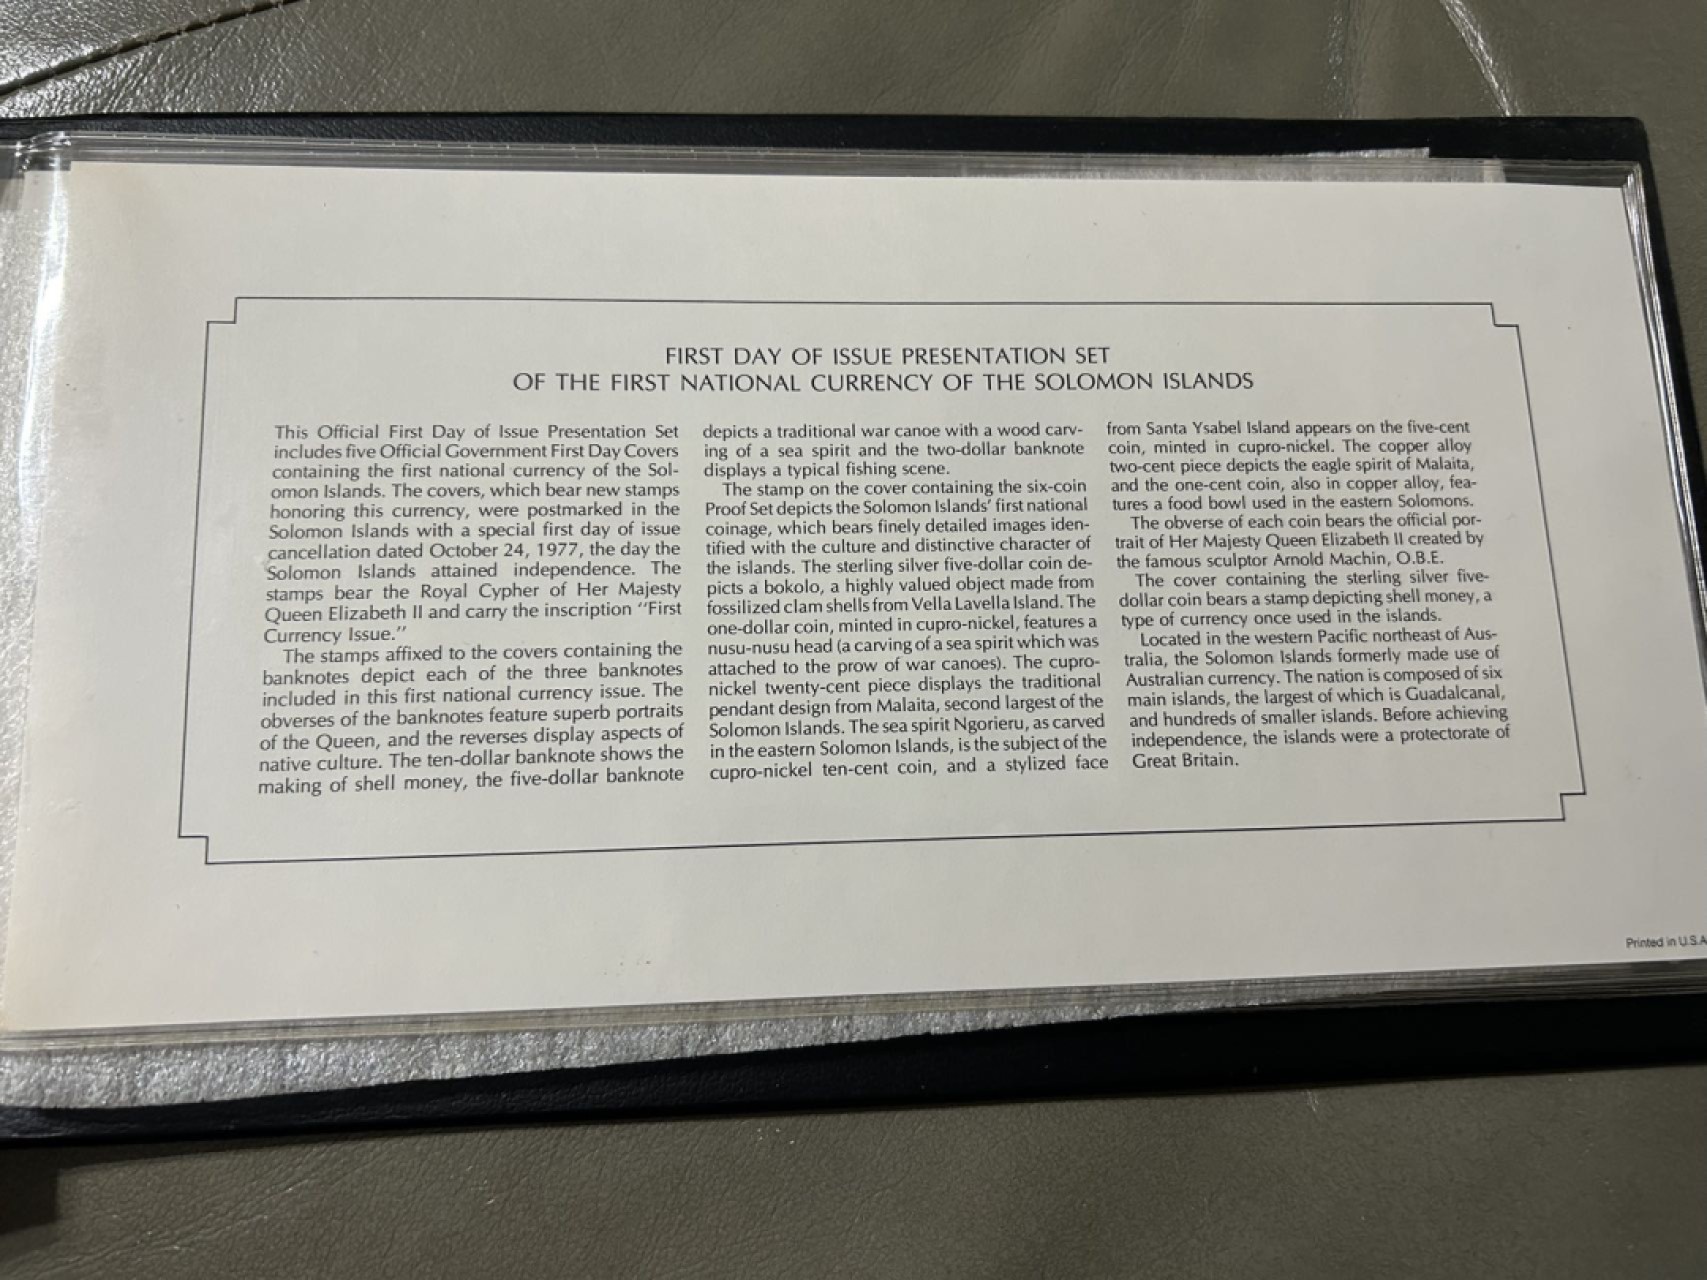 FIRST DAY OF ISSUE PRESENTATION SET
OF THE FIRST NATIONAL CURRENCY OF THE SOLOMON ISLANDS
This Official First Day of Issue Presentation Set
includes five Official Government First Day Covers
containing the first national currency of the Sol-
omon Islands. The covers, which bear new stamps
honoring this currency, were postmarked in the
Solomon Islands with a special first day of issue
cancellation dated October 24, 1977, the day the
Solomon Islands attained independence. The
stamps bear the Royal Cypher of Her Majesty
Queen Elizabeth II and carry the inscription "First
Currency Issue."
The stamps affixed to the covers containing the
banknotes depict each of the three banknotes
included in this first national currency issue. The
obverses of the banknotes feature superb portraits
of the Queen, and the reverses display aspects of
native culture. The ten-dollar banknote shows the
making of shell money, the five-dollar banknote
depicts a traditional war canoe with a wood carv-
ing of a sea spirit and the two-dollar banknote
displays a typical fishing scene.
The stamp on the cover containing the six-coin
Proof Set depicts the Solomon Islands' first national
coinage, which bears finely detailed images iden-
tified with the culture and distinctive character of
the islands. The sterling silver five-dollar coin de-
picts a bokolo, a highly valued object made from
fossilized clam shells from Vella Lavella Island. The
one-dollar coin, minted in cupro-nickel, features a
nusu-nusu head (a carving of a sea spirit which was
attached to the prow of war canoes). The cupro-
nickel twenty-cent piece displays the traditional
pendant design from Malaita, second largest of the
Solomon Islands. The sea spirit Ngorieru, as carved
in the eastern Solomon Islands, is the subject of the
cupro-nickel ten-cent coin, and a stylized face
from Santa Ysabel Island appears on the five-cent
coin, minted in cupro-nickel. The copper alloy
two-cent piece depicts the eagle spirit of Malaita,
and the one-cent coin, also in copper alloy, fea-
tures a food bowl used in the eastern Solomons.
The obverse of each coin bears the official por-
trait of Her Majesty Queen Elizabeth II created by
the famous sculptor Arnold Machin, O.B.E.
The cover containing the sterling silver five-
dollar coin bears a stamp depicting shell money, a
type of currency once used in the islands.
Located in the western Pacific northeast of Aus-
tralia, the Solomon Islands formerly made use of
Australian currency. The nation is composed of six
main islands, the largest of which is Guadalcanal,
and hundreds of smaller islands. Before achieving
independence, the islands were a protectorate of
Great Britain.
Printed in U.S.A